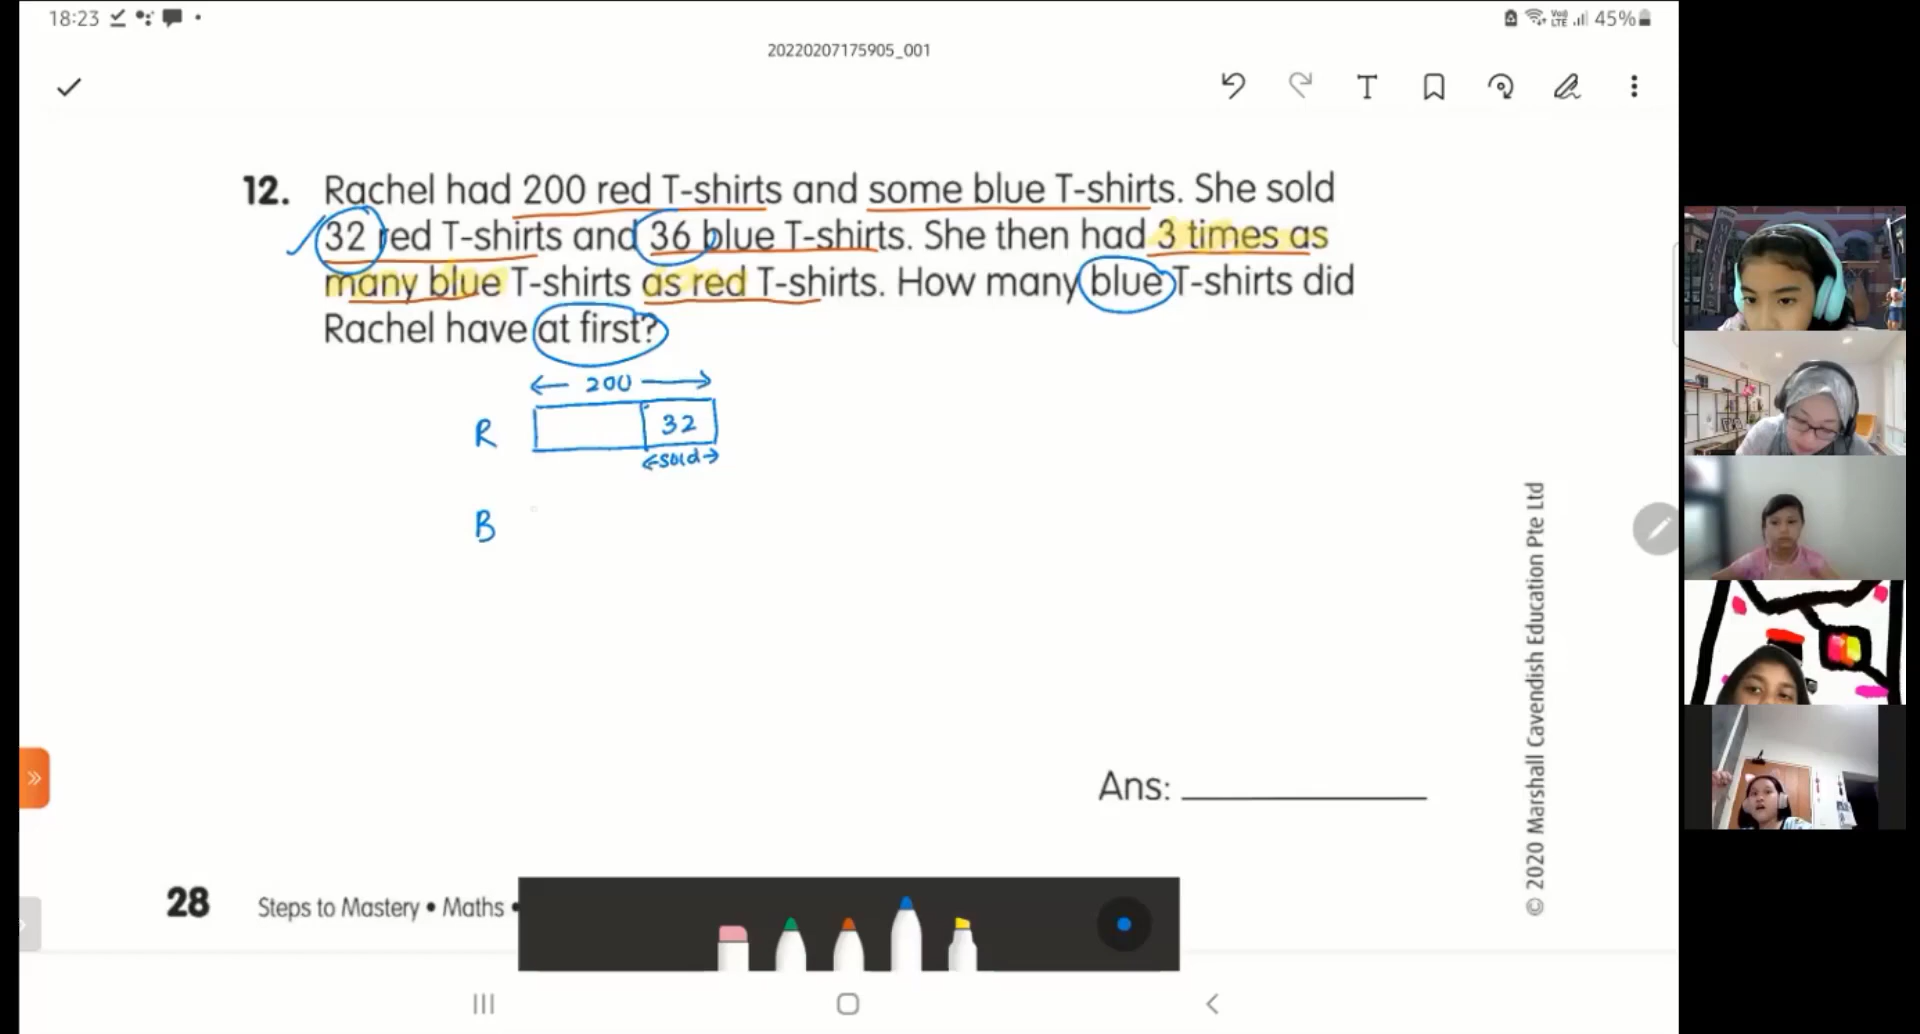 18:23
45%
20220207175905_001
T
12. Rachel had 200 red T-shirts and some blue T-shirts. She sold
32 red T-shirts and 36 blue T-shirts. She then had 3 times as
many blue T-shirts as red T-shirts. How many blue T-shirts did
Rachel have at first?
200
R 32
sold
B
Ans:
28 Steps to Mastery • Maths •
© 2020 Marshall Cavendish Education Pte Ltd